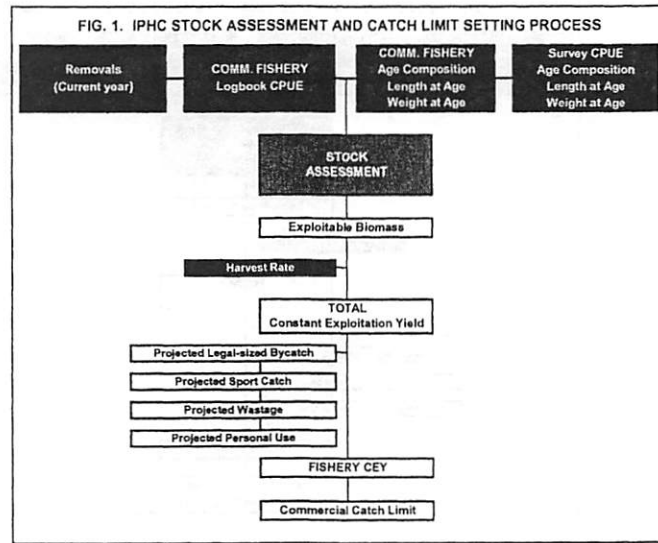 FIG. 1. IPHC STOCK ASSESSMENT AND CATCH LIMIT SETTING PROCESS
Removals
(Current year)
COMM. FISHERY
Logbook CPUE
COMM. FISHERY
Age Composition
Length at Age
Weight at Age
Survey CPUE
Age Composition
Length at Age
Weight at Age
STOCK
ASSESSMENT
Exploitable Biomass
Harvest Rate
TOTAL
Constant Exploitation Yield
Projected Legal-sized Bycatch
Projected Sport Catch
Projected Wastage
Projected Personal Use
FISHERY CEY
Commercial Catch Limit